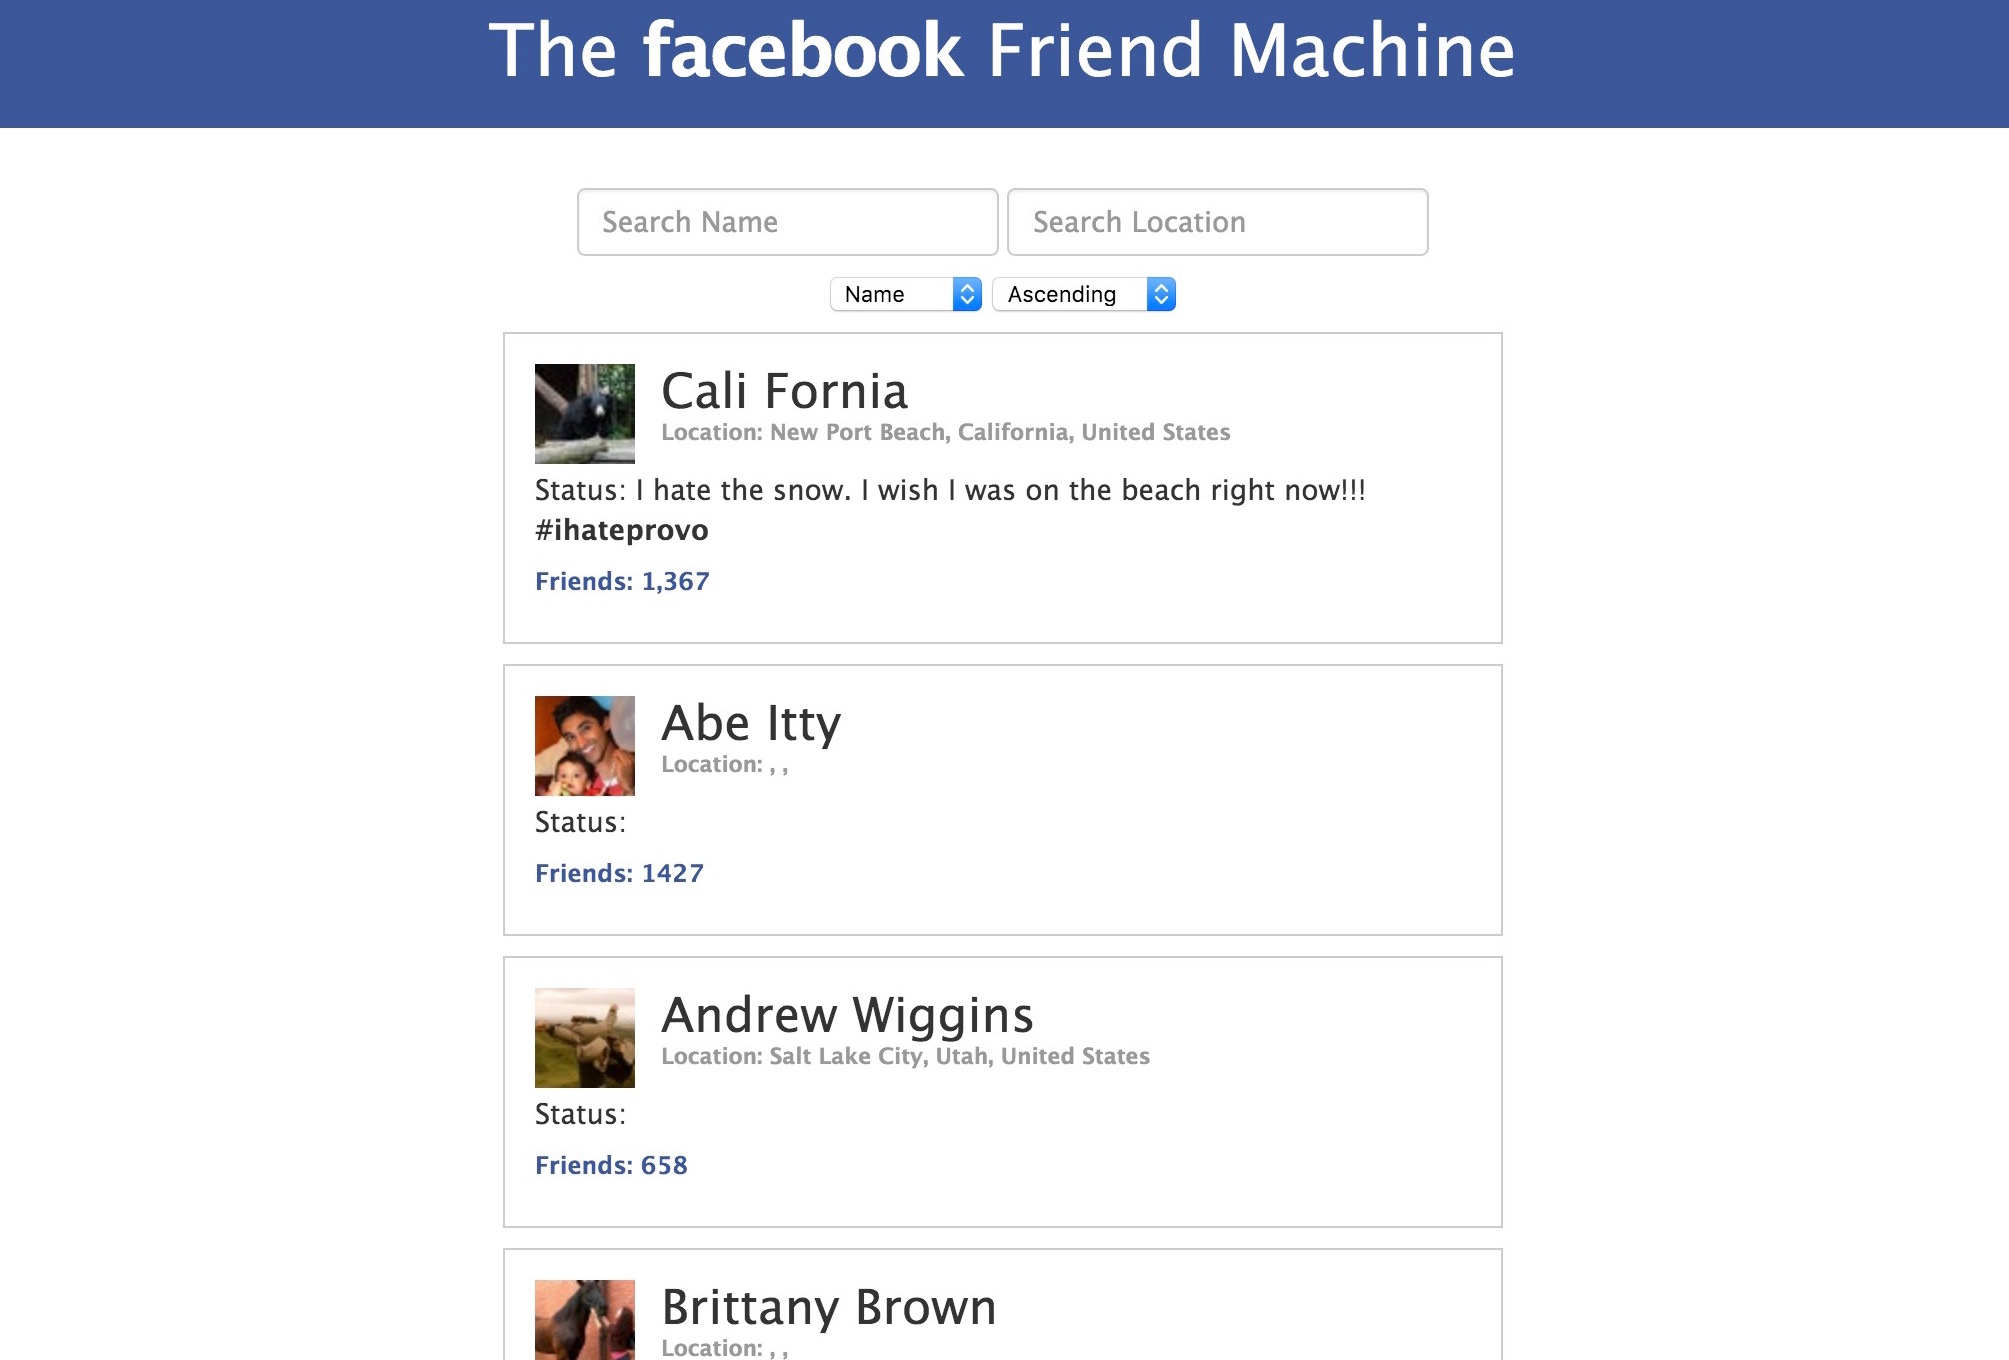 The facebook Friend Machine
Search Name
Search Location
Name
Ascending
Cali Fornia
Location: New Port Beach, California, United States
Status: I hate the snow. I wish I was on the beach right now!!!
#ihateprovo
Friends: 1,367
Abe Itty
Location: , ,
Status:
Friends: 1427
Andrew Wiggins
Location: Salt Lake City, Utah, United States
Status:
Friends: 658
Brittany Brown
Location: , ,